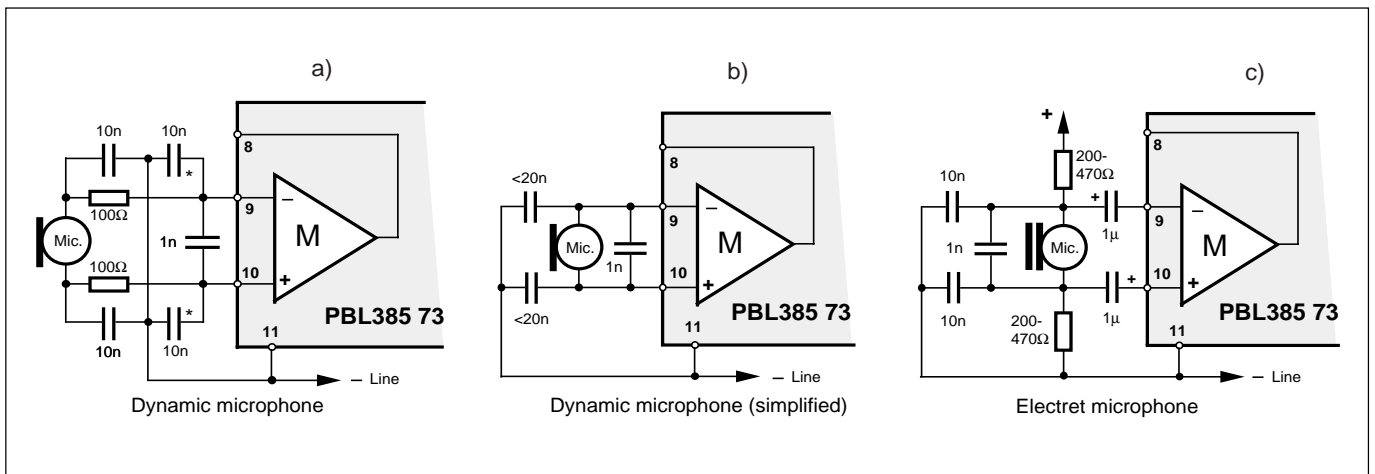 a)
10n 10n
8
*
100Ω
9
−
Mic.
1n
M
100Ω
10
+
*
PBL385 73
10n 10n
11
− Line
Dynamic microphone
b)
8
<20n
9
−
Mic.
M
1n
10
+
<20n
PBL385 73
11
− Line
Dynamic microphone (simplified)
c)
+
8
200-
470Ω
10n
+
9
−
1µ
1n
Mic.
M
10
+
+
10n
1µ
200-
470Ω
PBL385 73
11
− Line
Electret microphone